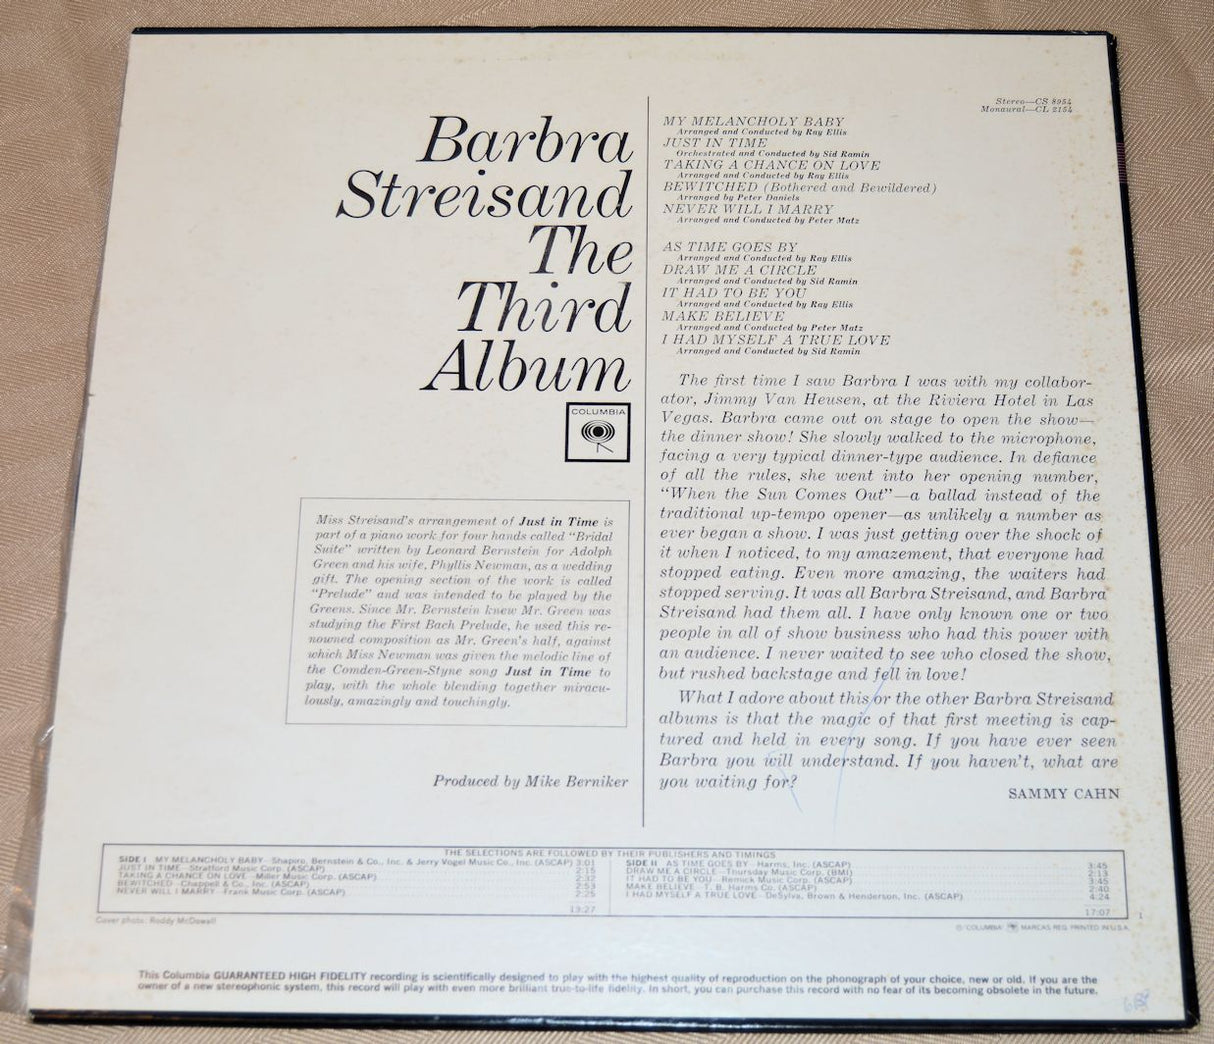 Barbra
Streisand
The
Third
Album
COLUMBIA
Miss Streisand's arrangement of Just in Time is
part of a piano work for four hands called "Bridal
Suite" written by Leonard Bernstein for Adolph
Green and his wife, Phyllis Newman, as a wedding
gift. The opening section of the work is called
"Prelude" and was intended to be played by the
Greens. Since Mr. Bernstein knew Mr. Green was
studying the First Bach Prelude, he used this re-
nowned composition as Mr. Green's half, against
which Miss Newman was given the melodic line of
the Comden-Green-Styne song Just in Time to
play, with the whole blending together miracu-
lously, amazingly and touchingly.
Produced by Mike Berniker
Stereo—CS 8954
Monaural—CL 2154
MY MELANCHOLY BABY
Arranged and Conducted by Ray Ellis
JUST IN TIME
Orchestrated and Conducted by Sid Ramin
TAKING A CHANCE ON LOVE
Arranged and Conducted by Ray Ellis
BEWITCHED (Bothered and Bewildered)
Arranged by Peter Daniels
NEVER WILL I MARRY
Arranged and Conducted by Peter Matz
AS TIME GOES BY
Arranged and Conducted by Ray Ellis
DRAW ME A CIRCLE
Arranged and Conducted by Sid Ramin
IT HAD TO BE YOU
Arranged and Conducted by Ray Ellis
MAKE BELIEVE
Arranged and Conducted by Peter Matz
I HAD MYSELF A TRUE LOVE
Arranged and Conducted by Sid Ramin
The first time I saw Barbra I was with my collabor-
ator, Jimmy Van Heusen, at the Riviera Hotel in Las
Vegas. Barbra came out on stage to open the show—
the dinner show! She slowly walked to the microphone,
facing a very typical dinner-type audience. In defiance
of all the rules, she went into her opening number,
"When the Sun Comes Out"—a ballad instead of the
traditional up-tempo opener—as unlikely a number as
ever began a show. I was just getting over the shock of
it when I noticed, to my amazement, that everyone had
stopped eating. Even more amazing, the waiters had
stopped serving. It was all Barbra Streisand, and Barbra
Streisand had them all. I have only known one or two
people in all of show business who had this power with
an audience. I never waited to see who closed the show,
but rushed backstage and fell in love!
What I adore about this or the other Barbra Streisand
albums is that the magic of that first meeting is cap-
tured and held in every song. If you have ever seen
Barbra you will understand. If you haven't, what are
you waiting for?
SAMMY CAHN
THE SELECTIONS ARE FOLLOWED BY THEIR PUBLISHERS AND TIMINGS
SIDE I MY MELANCHOLY BABY—Shapiro, Bernstein & Co., Inc. & Jerry Vogel Music Co., Inc. (ASCAP) 3:01
JUST IN TIME—Stratford Music Corp. (ASCAP) 2:15
TAKING A CHANCE ON LOVE—Miller Music Corp. (ASCAP) 2:32
BEWITCHED—Chappell & Co., Inc. (ASCAP) 2:53
NEVER WILL I MARRY—Frank Music Corp. (ASCAP) 2:25
13:27
SIDE II AS TIME GOES BY—Harms, Inc. (ASCAP) 3:45
DRAW ME A CIRCLE—Thursday Music Corp. (BMI) 2:13
IT HAD TO BE YOU—Remick Music Corp. (ASCAP) 3:45
MAKE BELIEVE—T. B. Harms Co. (ASCAP) 2:40
I HAD MYSELF A TRUE LOVE—DeSylva, Brown & Henderson, Inc. (ASCAP) 4:24
17:07
Cover photo: Roddy McDowall
"COLUMBIA" MARCAS REG. PRINTED IN U.S.A.
This Columbia GUARANTEED HIGH FIDELITY recording is scientifically designed to play with the highest quality of reproduction on the phonograph of your choice, new or old. If you are the
owner of a new stereophonic system, this record will play with even more brilliant true-to-life fidelity. In short, you can purchase this record with no fear of its becoming obsolete in the future.